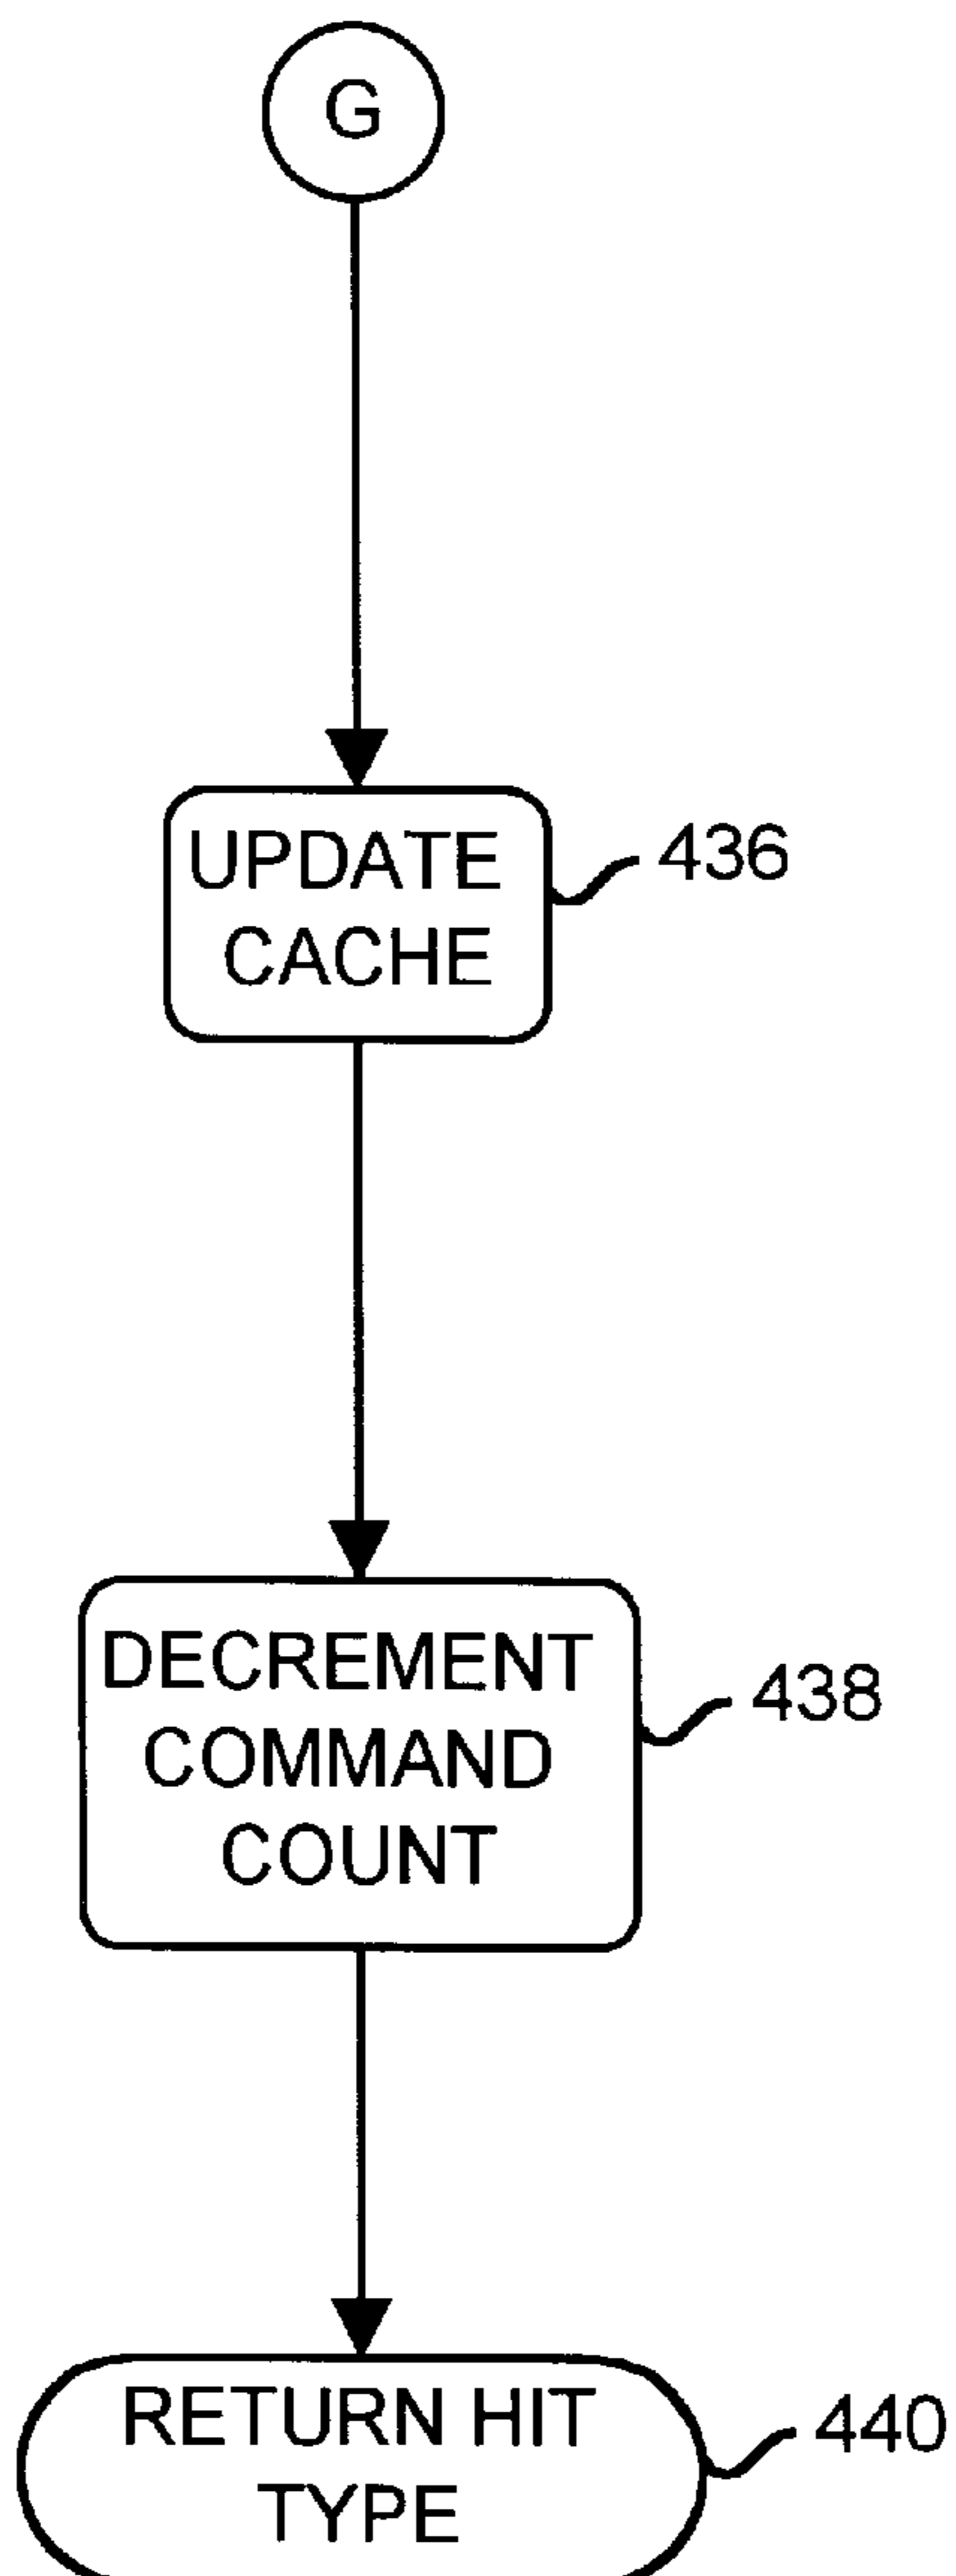 G
UPDATE
CACHE
436
DECREMENT
COMMAND
COUNT
438
RETURN HIT
TYPE
440